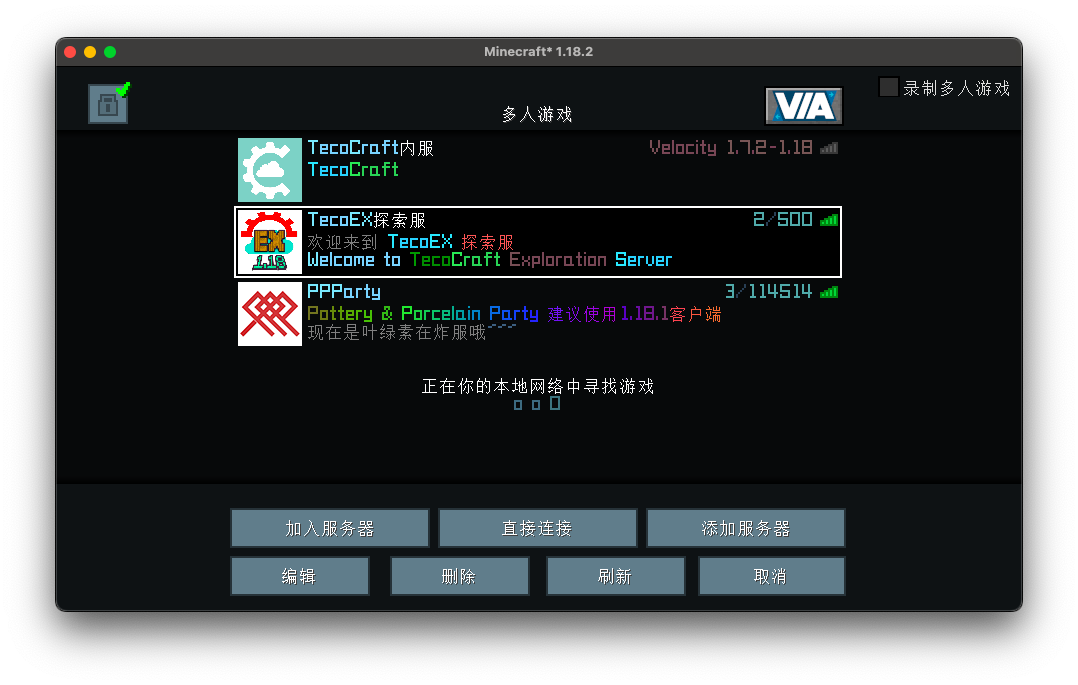 Minecraft* 1.18.2
多人游戏
VIA
录制多人游戏
TecoCraft内服
Velocity 1.7.2-1.18
TecoCraft
EX
1.18
TecoEX探索服
2/500
欢迎来到 TecoEX 探索服
Welcome to TecoCraft Exploration Server
PPParty
3/114514
Pottery & Porcelain Party 建议使用1.18.1客户端
现在是叶绿素在炸服哦~~~
正在你的本地网络中寻找游戏
o o O
加入服务器
直接连接
添加服务器
编辑
删除
刷新
取消